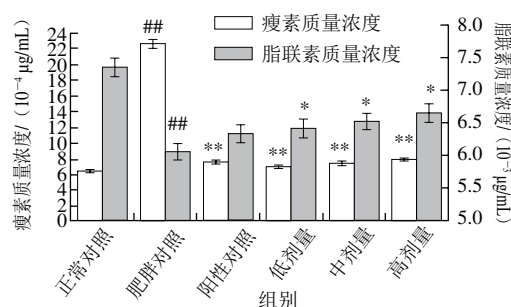 瘦素质量浓度/(10⁻⁴ μg/mL)
24
22
20
18
16
14
12
10
8
6
4
2
0
瘦素质量浓度
脂联素质量浓度
##
##
**
**
*
**
*
**
*
8.0
7.5
7.0
6.5
6.0
5.5
5.0
脂联素质量浓度/(10⁻³ μg/mL)
正常对照
肥胖对照
阳性对照
低剂量
中剂量
高剂量
组别